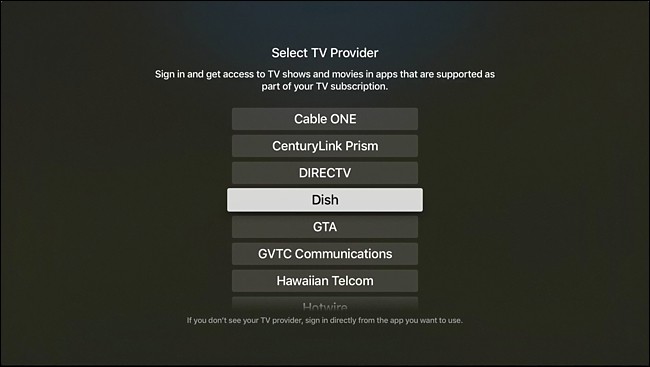 Select TV Provider
Sign in and get access to TV shows and movies in apps that are supported as
part of your TV subscription.
Cable ONE
CenturyLink Prism
DIRECTV
Dish
GTA
GVTC Communications
Hawaiian Telcom
Hotwire
If you don't see your TV provider, sign in directly from the app you want to use.